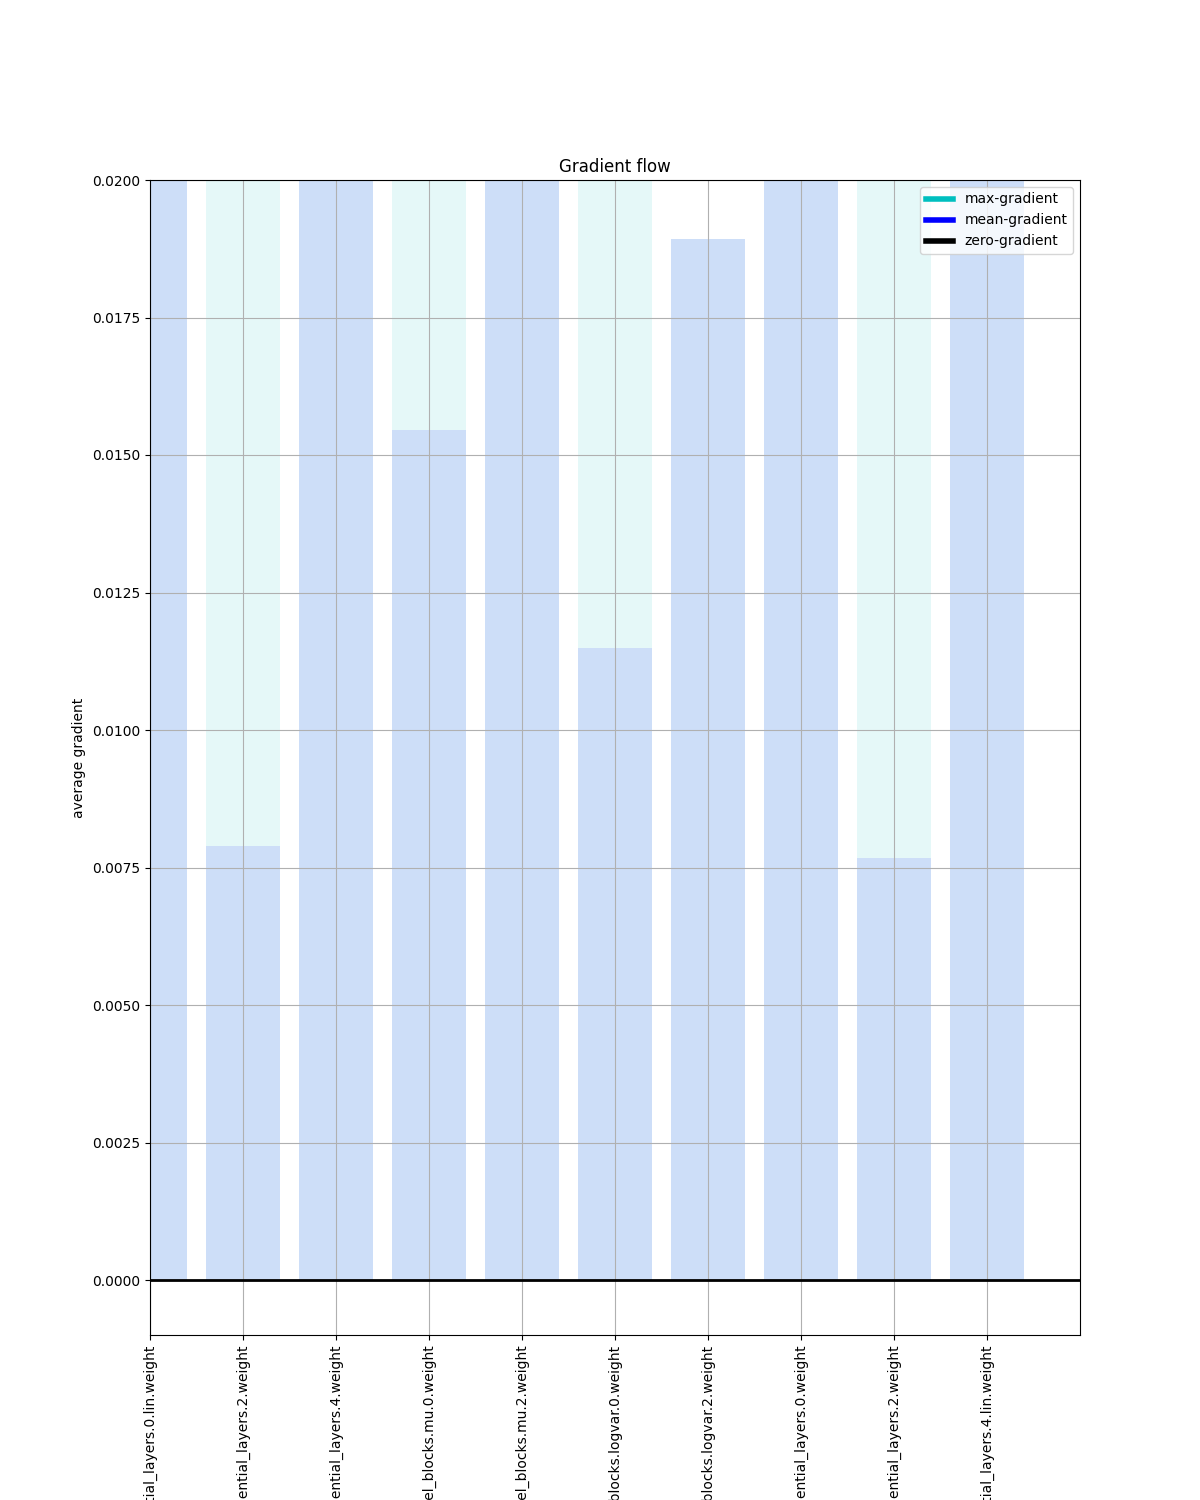 Gradient flow
max-gradient
mean-gradient
zero-gradient
0.0200
0.0175
0.0150
0.0125
0.0100
0.0075
0.0050
0.0025
0.0000
average gradient
tial_layers.0.lin.weight
ential_layers.2.weight
ential_layers.4.weight
el_blocks.mu.0.weight
el_blocks.mu.2.weight
blocks.logvar.0.weight
blocks.logvar.2.weight
ential_layers.0.weight
ential_layers.2.weight
tial_layers.4.lin.weight